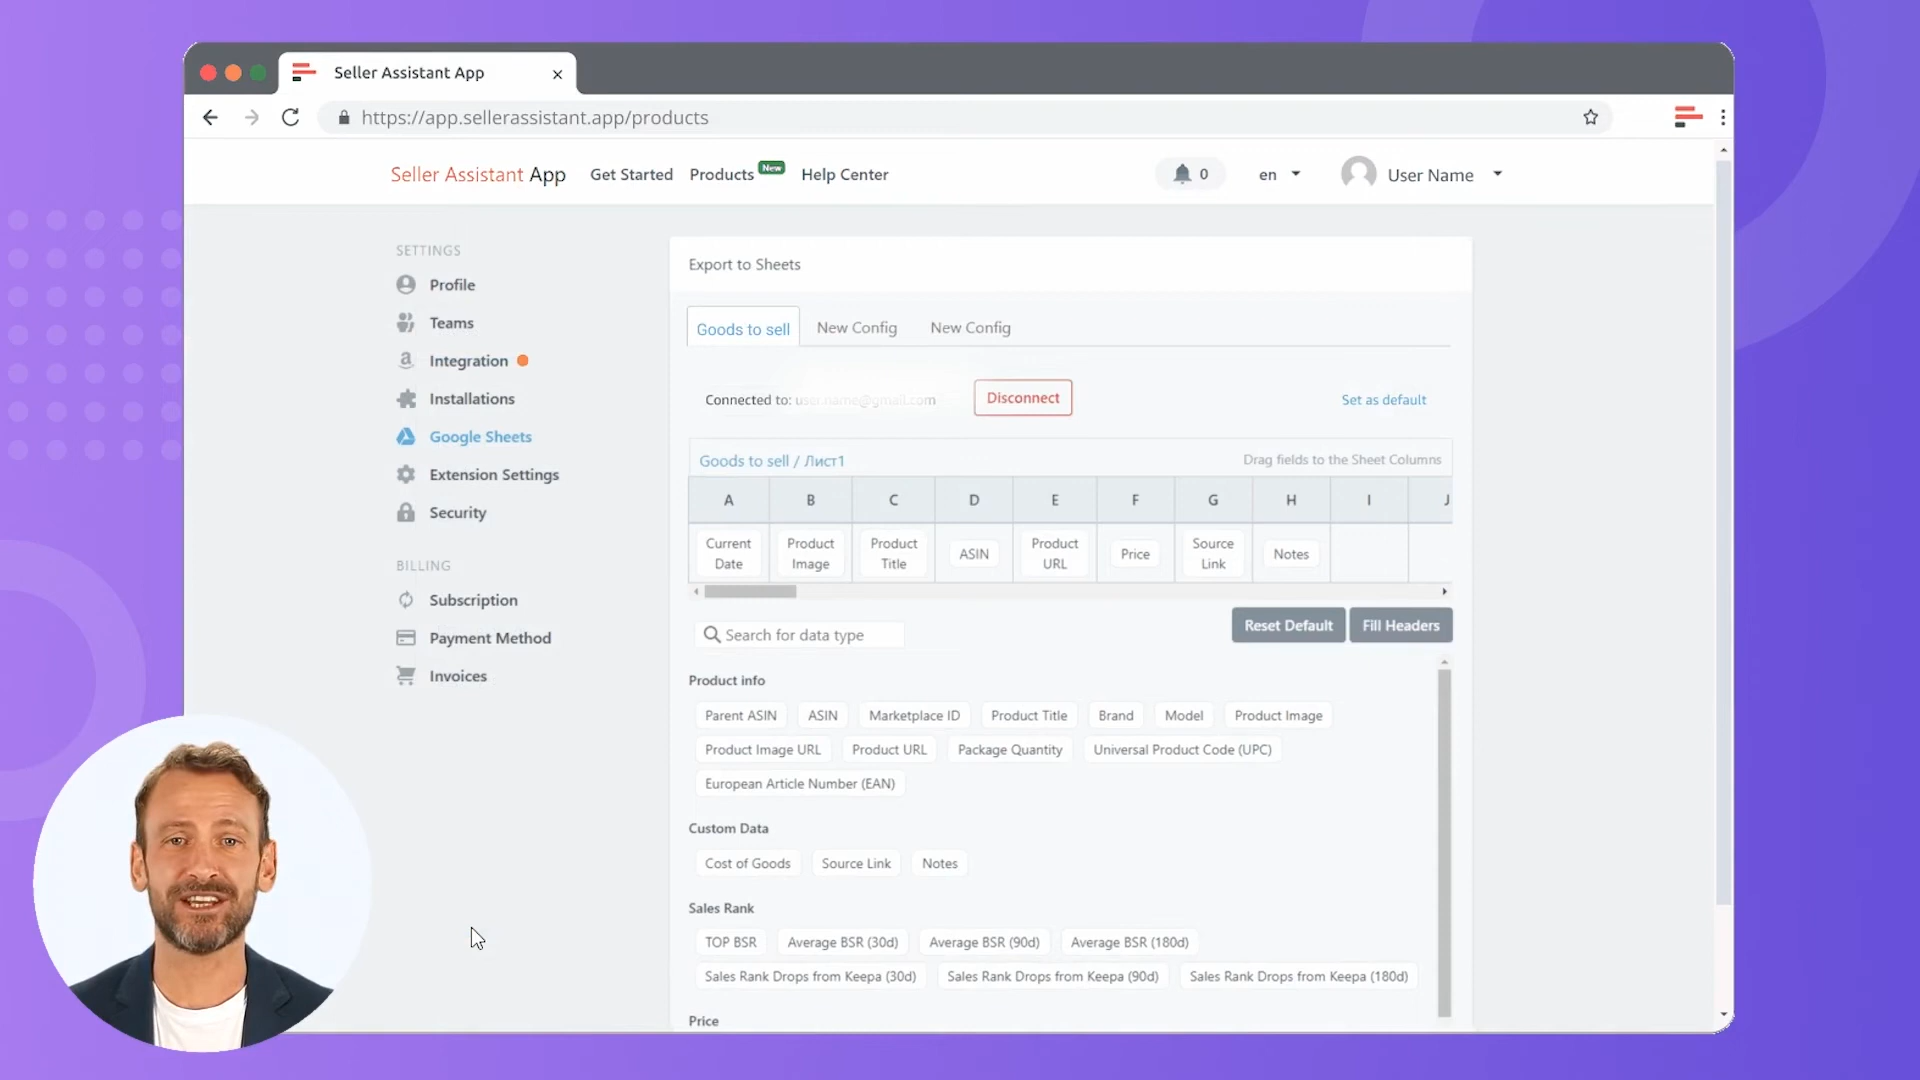 Seller Assistant App
https://app.sellerassistant.app/products
Seller Assistant App Get Started Products New Help Center 0 en User Name
SETTINGS
Profile
Teams
Integration
Installations
Google Sheets
Extension Settings
Security
BILLING
Subscription
Payment Method
Invoices
Export to Sheets
Goods to sell New Config New Config
Connected to: user.name@gmail.com Disconnect Set as default
Goods to sell / Лист1 Drag fields to the Sheet Columns
A B C D E F G H I J
Current Date Product Image Product Title ASIN Product URL Price Source Link Notes
Search for data type Reset Default Fill Headers
Product info
Parent ASIN ASIN Marketplace ID Product Title Brand Model Product Image
Product Image URL Product URL Package Quantity Universal Product Code (UPC)
European Article Number (EAN)
Custom Data
Cost of Goods Source Link Notes
Sales Rank
TOP BSR Average BSR (30d) Average BSR (90d) Average BSR (180d)
Sales Rank Drops from Keepa (30d) Sales Rank Drops from Keepa (90d) Sales Rank Drops from Keepa (180d)
Price